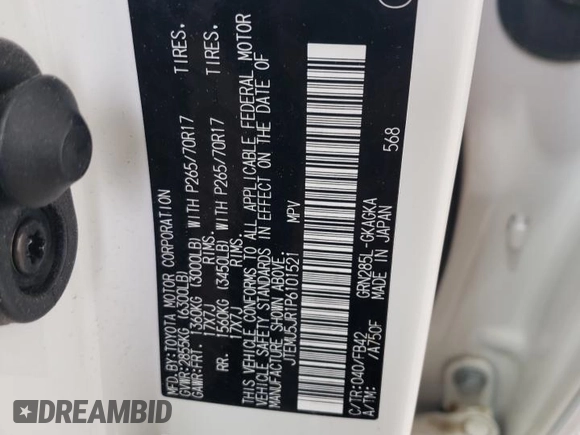 MFD.BY:TOYOTA MOTOR CORPORATION
GVWR:2855KG (6300LB)
GAWR:FRT. 1360KG (3000LB) WITH P265/70R17 TIRES,
17X7J RIMS
RR. 1560KG (3450LB) WITH P265/70R17 TIRES,
17X7J RIMS
THIS VEHICLE CONFORMS TO ALL APPLICABLE FEDERAL MOTOR
VEHICLE SAFETY STANDARDS IN EFFECT ON THE DATE OF
MANUFACTURE SHOWN ABOVE.
JTEMU5JR1P6101521 MPV
C/TR:040/FB42 GRN285L-GKAGKA
A/TM: /A750F MADE IN JAPAN
568
DREAMBID